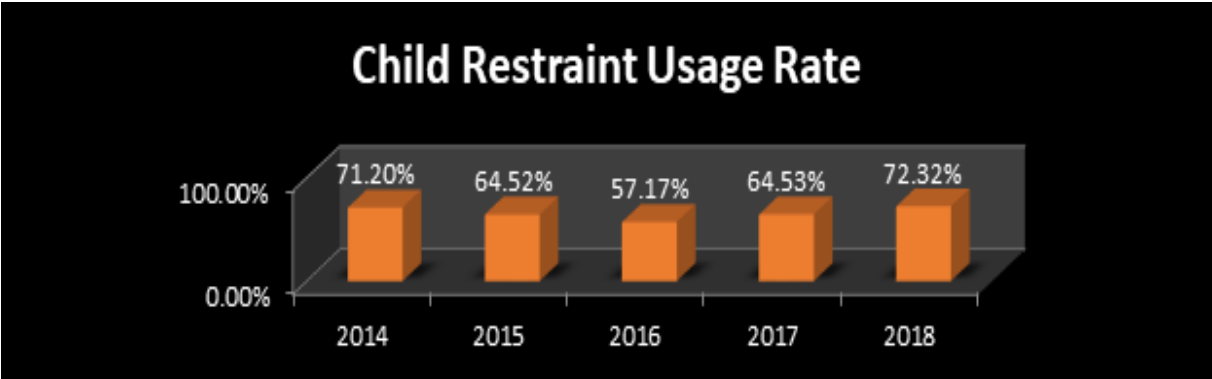 Child Restraint Usage Rate
71.20% 64.52% 57.17% 64.53% 72.32%
100.00%
0.00%
2014 2015 2016 2017 2018